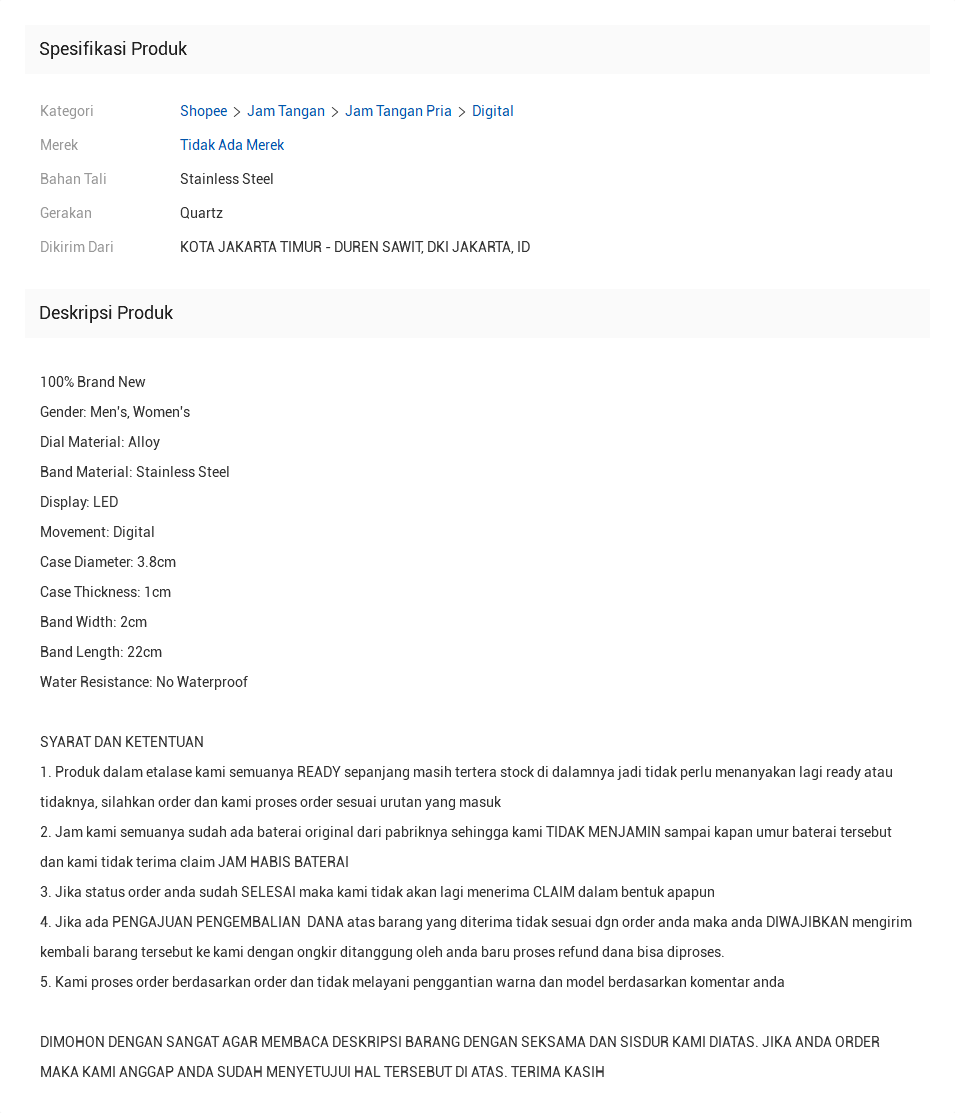 Spesifikasi Produk
Kategori Shopee > Jam Tangan > Jam Tangan Pria > Digital
Merek Tidak Ada Merek
Bahan Tali Stainless Steel
Gerakan Quartz
Dikirim Dari KOTA JAKARTA TIMUR - DUREN SAWIT, DKI JAKARTA, ID
Deskripsi Produk
100% Brand New
Gender: Men's, Women's
Dial Material: Alloy
Band Material: Stainless Steel
Display: LED
Movement: Digital
Case Diameter: 3.8cm
Case Thickness: 1cm
Band Width: 2cm
Band Length: 22cm
Water Resistance: No Waterproof
SYARAT DAN KETENTUAN
1. Produk dalam etalase kami semuanya READY sepanjang masih tertera stock di dalamnya jadi tidak perlu menanyakan lagi ready atau
tidaknya, silahkan order dan kami proses order sesuai urutan yang masuk
2. Jam kami semuanya sudah ada baterai original dari pabriknya sehingga kami TIDAK MENJAMIN sampai kapan umur baterai tersebut
dan kami tidak terima claim JAM HABIS BATERAI
3. Jika status order anda sudah SELESAI maka kami tidak akan lagi menerima CLAIM dalam bentuk apapun
4. Jika ada PENGAJUAN PENGEMBALIAN  DANA atas barang yang diterima tidak sesuai dgn order anda maka anda DIWAJIBKAN mengirim
kembali barang tersebut ke kami dengan ongkir ditanggung oleh anda baru proses refund dana bisa diproses.
5. Kami proses order berdasarkan order dan tidak melayani penggantian warna dan model berdasarkan komentar anda
DIMOHON DENGAN SANGAT AGAR MEMBACA DESKRIPSI BARANG DENGAN SEKSAMA DAN SISDUR KAMI DIATAS. JIKA ANDA ORDER
MAKA KAMI ANGGAP ANDA SUDAH MENYETUJUI HAL TERSEBUT DI ATAS. TERIMA KASIH